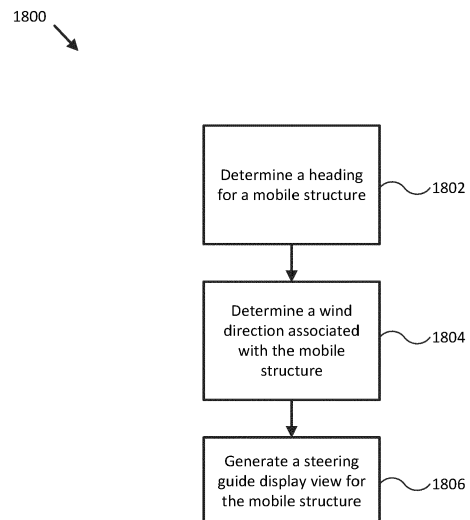 1800
Determine a heading
for a mobile structure
1802
Determine a wind
direction associated
with the mobile
structure
1804
Generate a steering
guide display view for
the mobile structure
1806